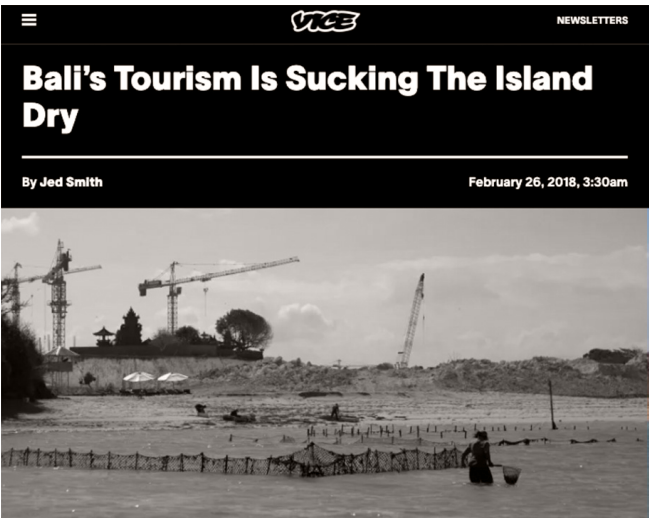 VICE
NEWSLETTERS
Bali's Tourism Is Sucking The Island
Dry
By Jed Smith
February 26, 2018, 3:30am